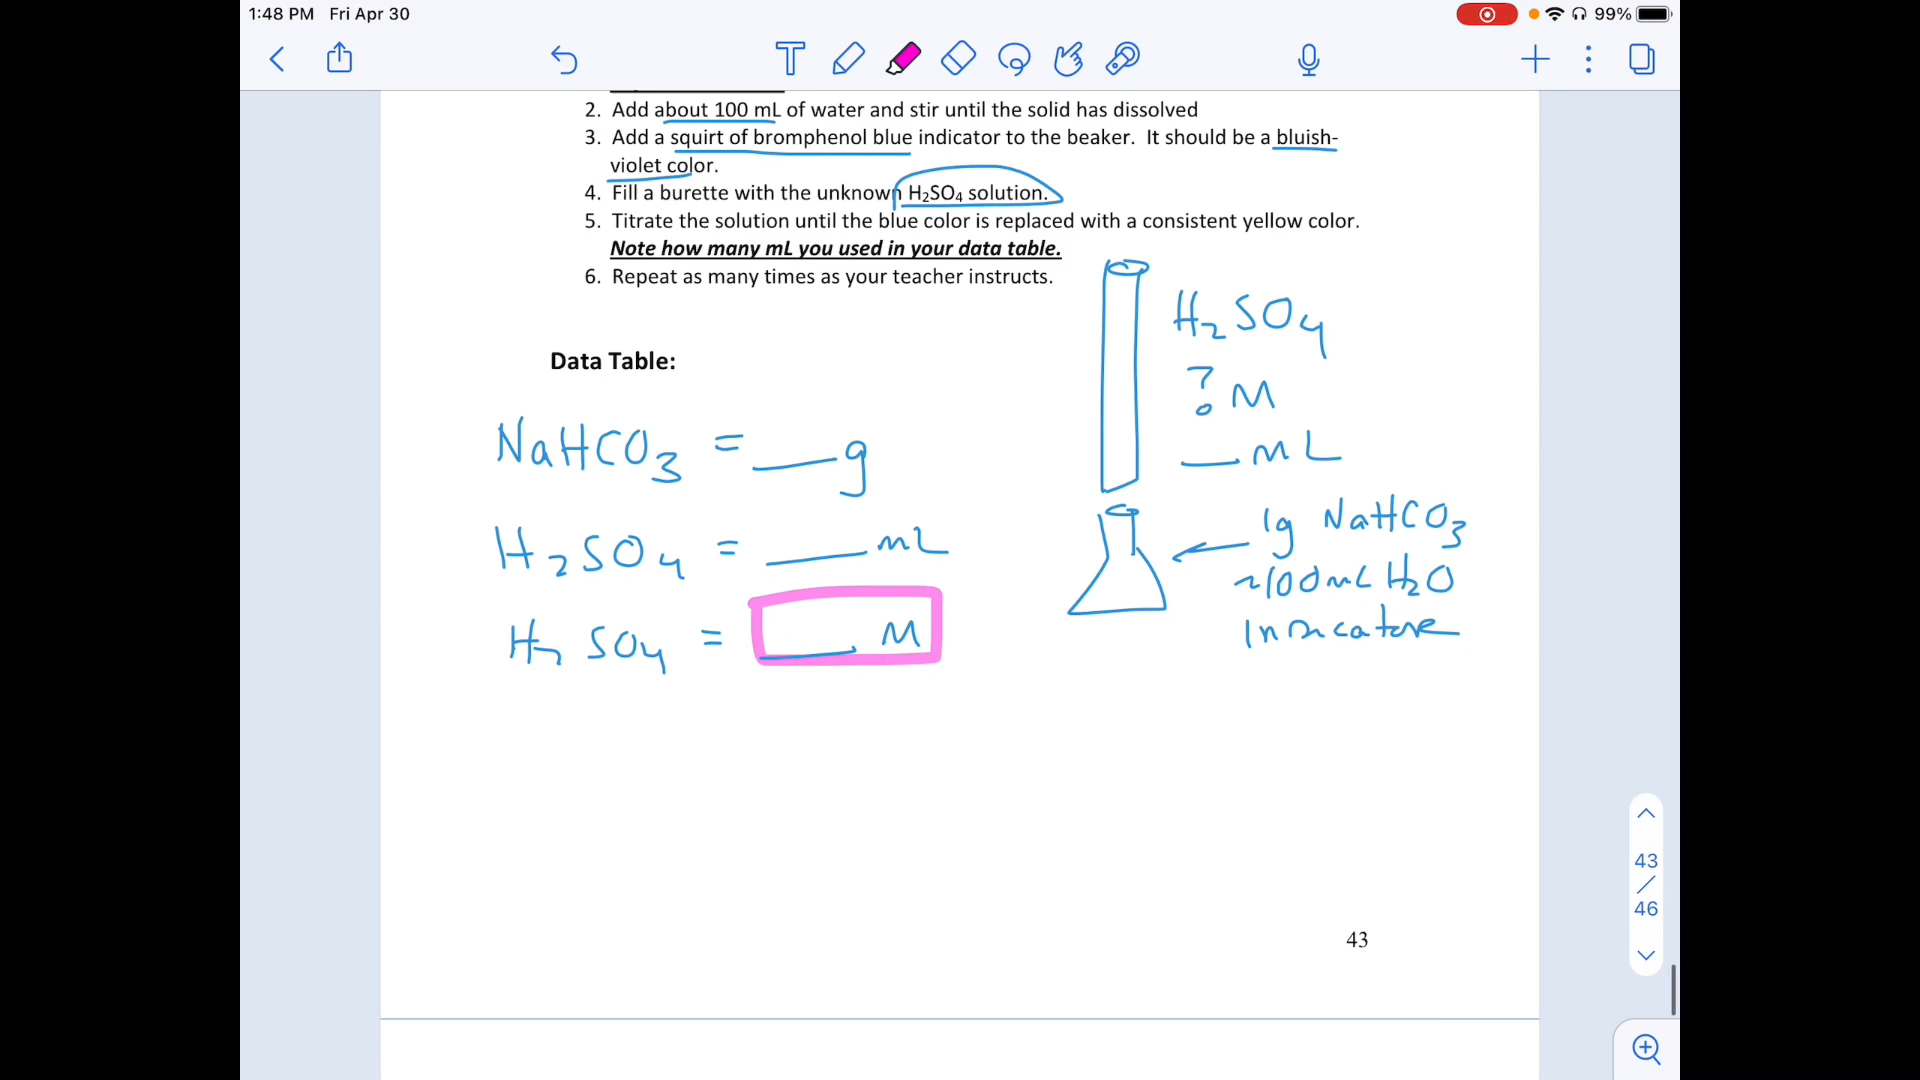 1:48 PM Fri Apr 30
99%
2. Add about 100 mL of water and stir until the solid has dissolved
3. Add a squirt of bromphenol blue indicator to the beaker. It should be a bluish-
violet color.
4. Fill a burette with the unknown H₂SO₄ solution.
5. Titrate the solution until the blue color is replaced with a consistent yellow color.
Note how many mL you used in your data table.
6. Repeat as many times as your teacher instructs.
Data Table:
NaHCO₃ = __ g
H₂SO₄ = __ mL
H₂SO₄ = __ M
H₂SO₄
? M
__ mL
1g NaHCO₃
~100mL H₂O
Indicator
43
/
46
43